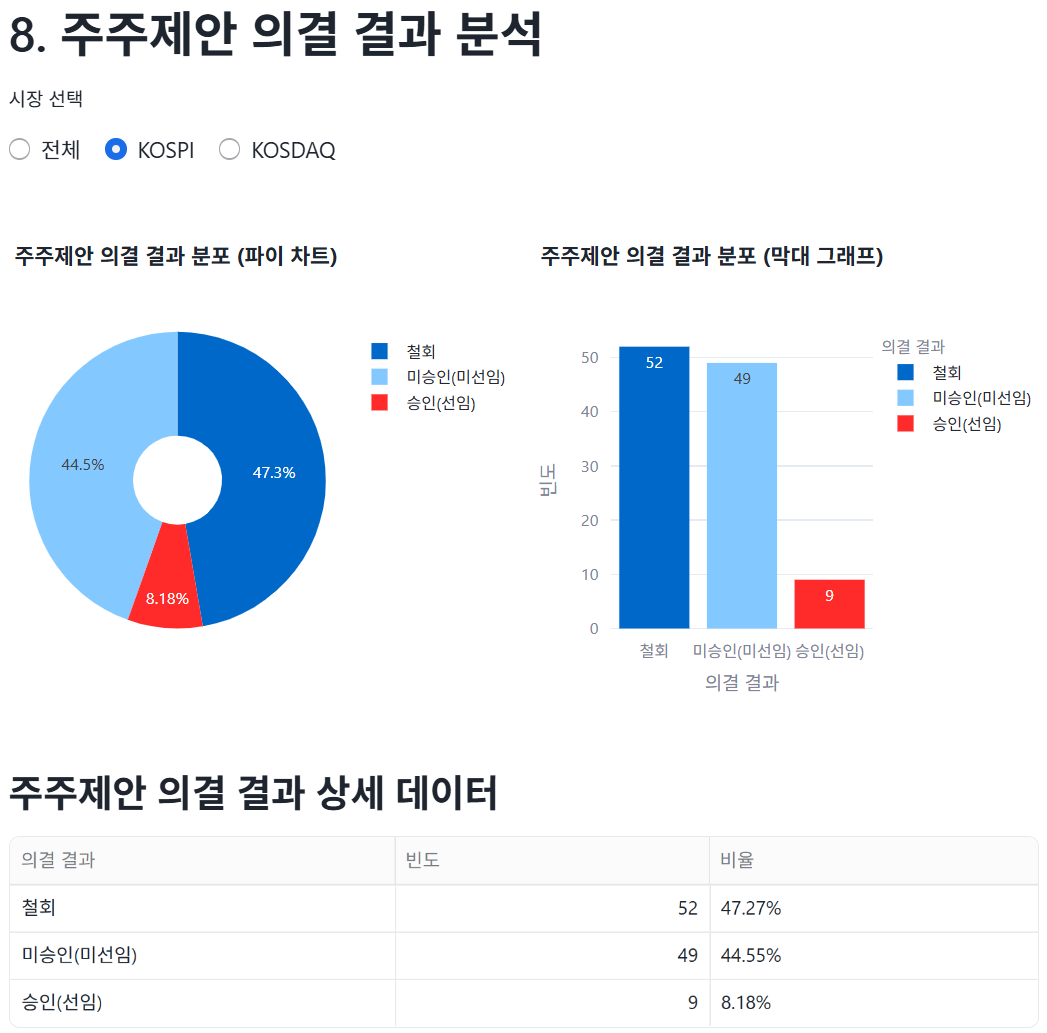 8. 주주제안 의결 결과 분석
시장 선택
전체 KOSPI KOSDAQ
주주제안 의결 결과 분포 (파이 차트)
철회
미승인(미선임)
승인(선임)
44.5%
47.3%
8.18%
주주제안 의결 결과 분포 (막대 그래프)
의결 결과
철회
미승인(미선임)
승인(선임)
빈도
50
40
30
20
10
0
52
49
9
철회 미승인(미선임) 승인(선임)
의결 결과
주주제안 의결 결과 상세 데이터
의결 결과 빈도 비율
철회 52 47.27%
미승인(미선임) 49 44.55%
승인(선임) 9 8.18%